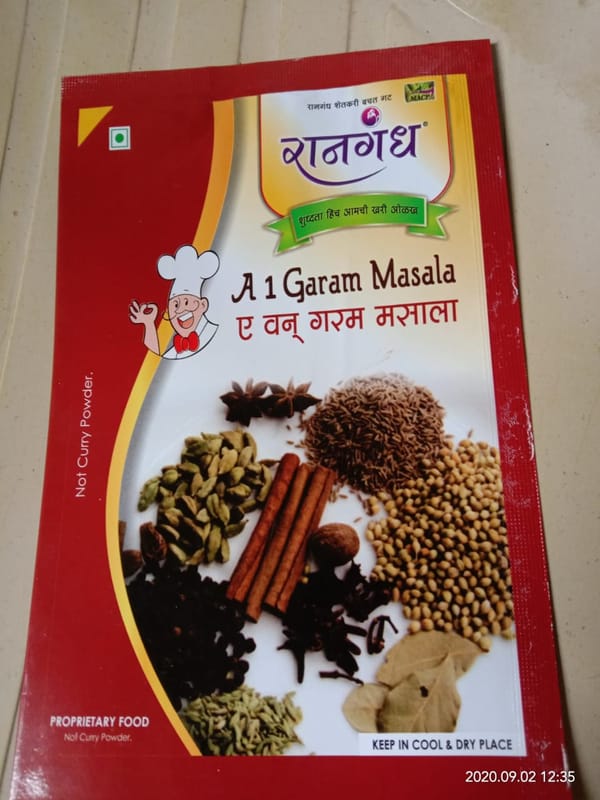 रानगंध शेतकरी बचत गट
MACP
रानगंध®
शुध्दता हिच आमची खरी ओळख
A 1 Garam Masala
ए वन् गरम मसाला
Not Curry Powder.
PROPRIETARY FOOD
Not Curry Powder.
KEEP IN COOL & DRY PLACE
2020.09.02 12:35